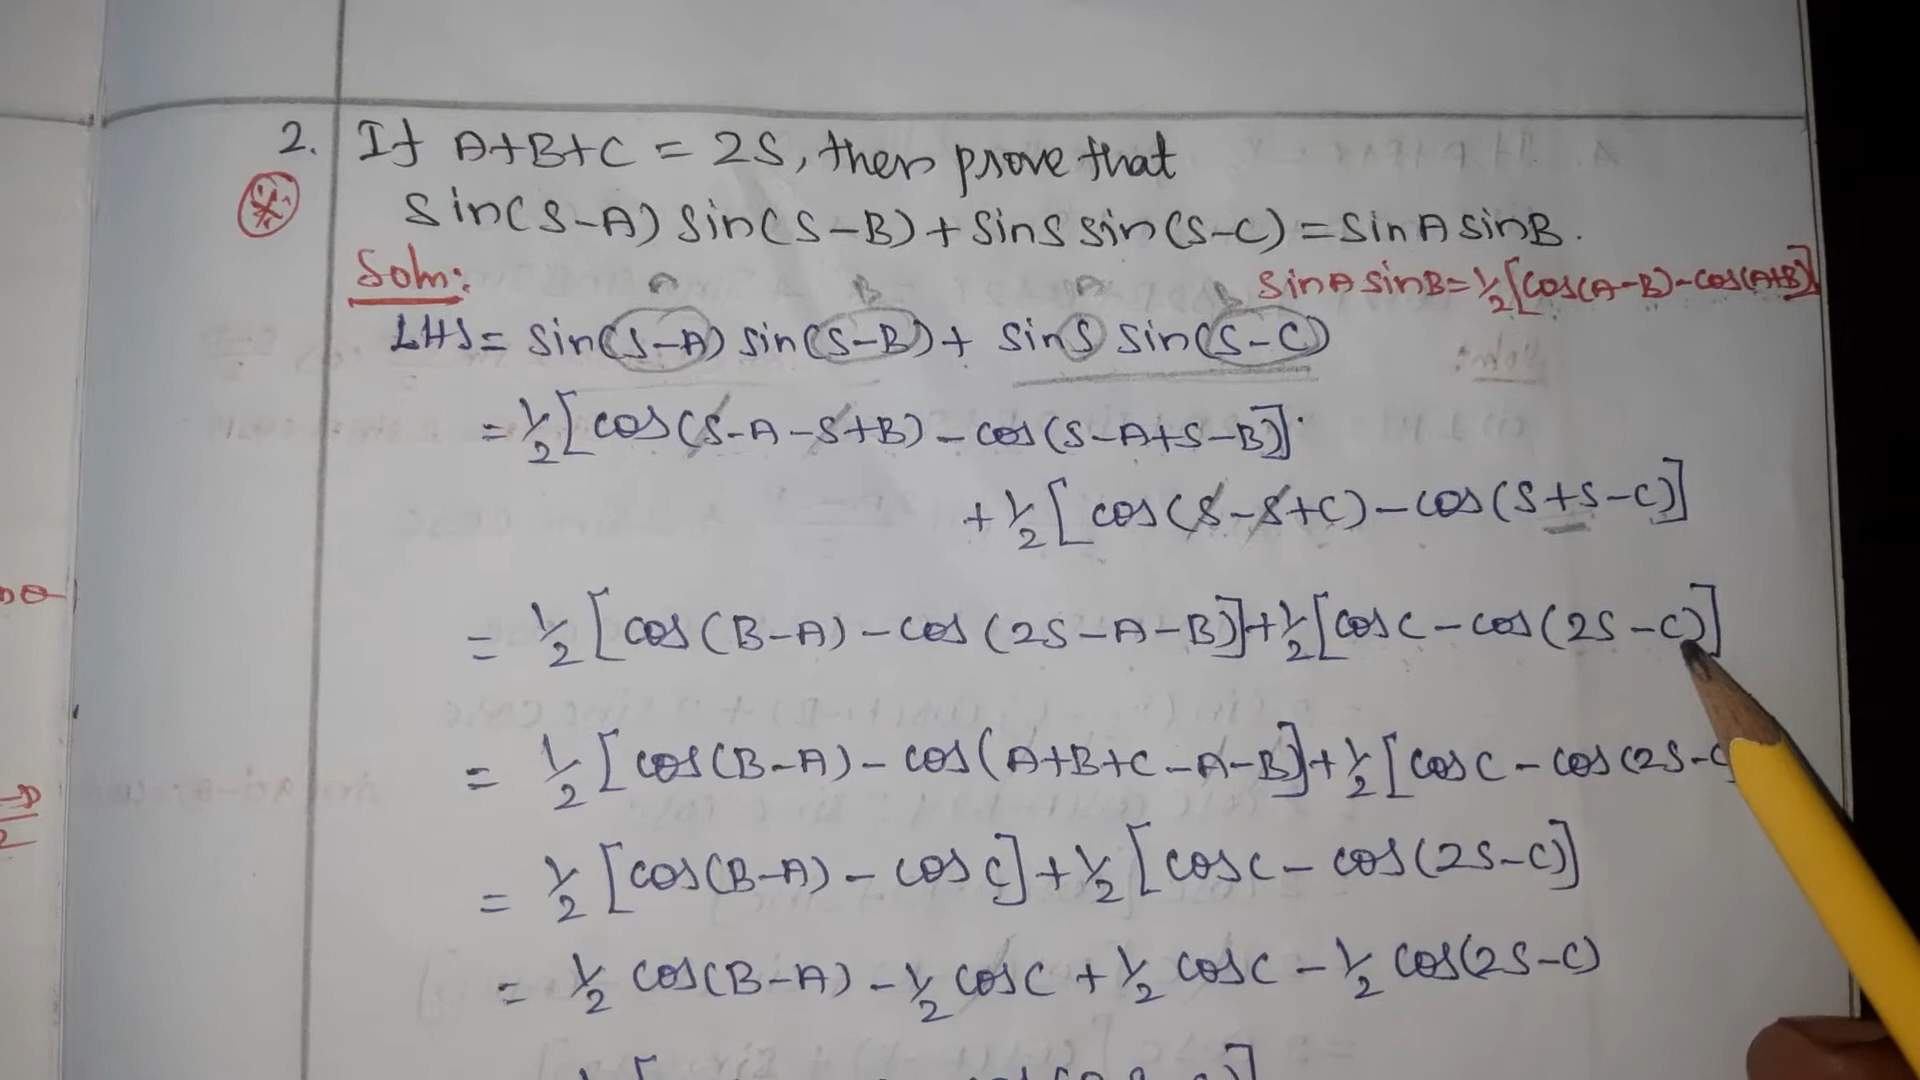 2. If A+B+C = 2S, then prove that
sin(S-A) sin(S-B) + sinS sin(S-C) = sinA sinB.
Soln:
A B A B sinA sinB = 1/2[cos(A-B)-cos(A+B)]
LHS = sin(S-A) sin(S-B) + sinS sin(S-C)
= 1/2 [cos(S-A-S+B) - cos(S-A+S-B)]
+ 1/2 [cos(S-S+C) - cos(S+S-C)]
= 1/2 [cos(B-A) - cos(2S-A-B)] + 1/2 [cosC - cos(2S-C)]
= 1/2 [cos(B-A) - cos(A+B+C-A-B)] + 1/2 [cosC - cos(2S-C
= 1/2 [cos(B-A) - cosC] + 1/2 [cosC - cos(2S-C)]
= 1/2 cos(B-A) - 1/2 cosC + 1/2 cosC - 1/2 cos(2S-C)